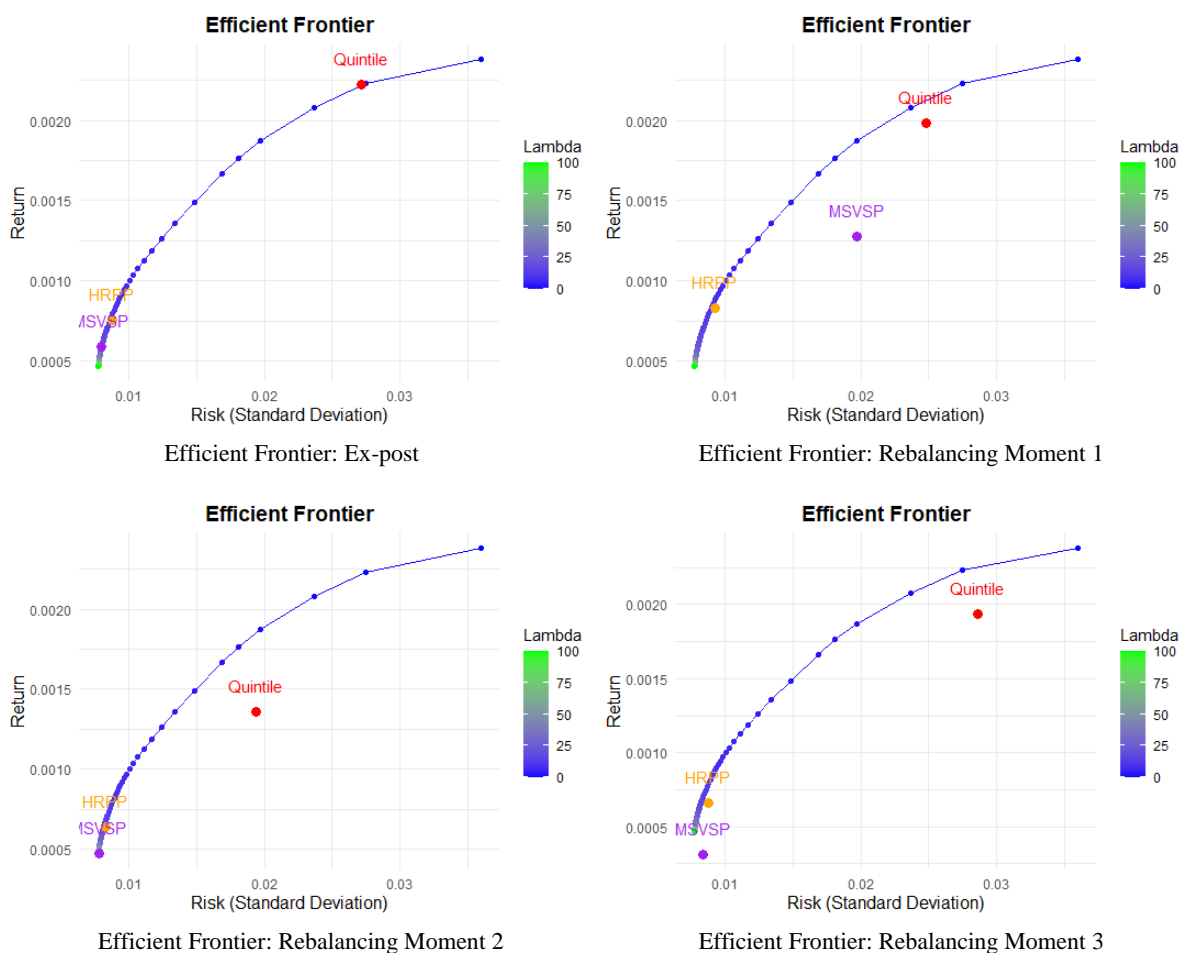 Efficient Frontier
Quintile
HRPP
MSVSP
0.0020
0.0015
0.0010
0.0005
Return
0.01 0.02 0.03
Risk (Standard Deviation)
Lambda
100
75
50
25
0
Efficient Frontier: Ex-post
Efficient Frontier
Quintile
MSVSP
HRPP
0.0020
0.0015
0.0010
0.0005
Return
0.01 0.02 0.03
Risk (Standard Deviation)
Lambda
100
75
50
25
0
Efficient Frontier: Rebalancing Moment 1
Efficient Frontier
Quintile
HRPP
MSVSP
0.0020
0.0015
0.0010
0.0005
Return
0.01 0.02 0.03
Risk (Standard Deviation)
Lambda
100
75
50
25
0
Efficient Frontier: Rebalancing Moment 2
Efficient Frontier
Quintile
HRPP
MSVSP
0.0020
0.0015
0.0010
0.0005
Return
0.01 0.02 0.03
Risk (Standard Deviation)
Lambda
100
75
50
25
0
Efficient Frontier: Rebalancing Moment 3